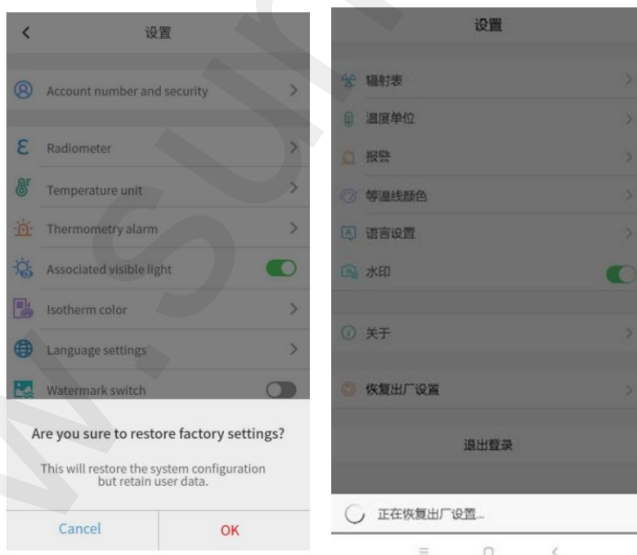 设置
Account number and security
Radiometer
Temperature unit
Thermometry alarm
Associated visible light
Isotherm color
Language settings
Watermark switch
Are you sure to restore factory settings?
This will restore the system configuration
but retain user data.
Cancel
OK
设置
辐射表
温度单位
报警
等温线颜色
语言设置
水印
关于
恢复出厂设置
退出登录
正在恢复出厂设置...